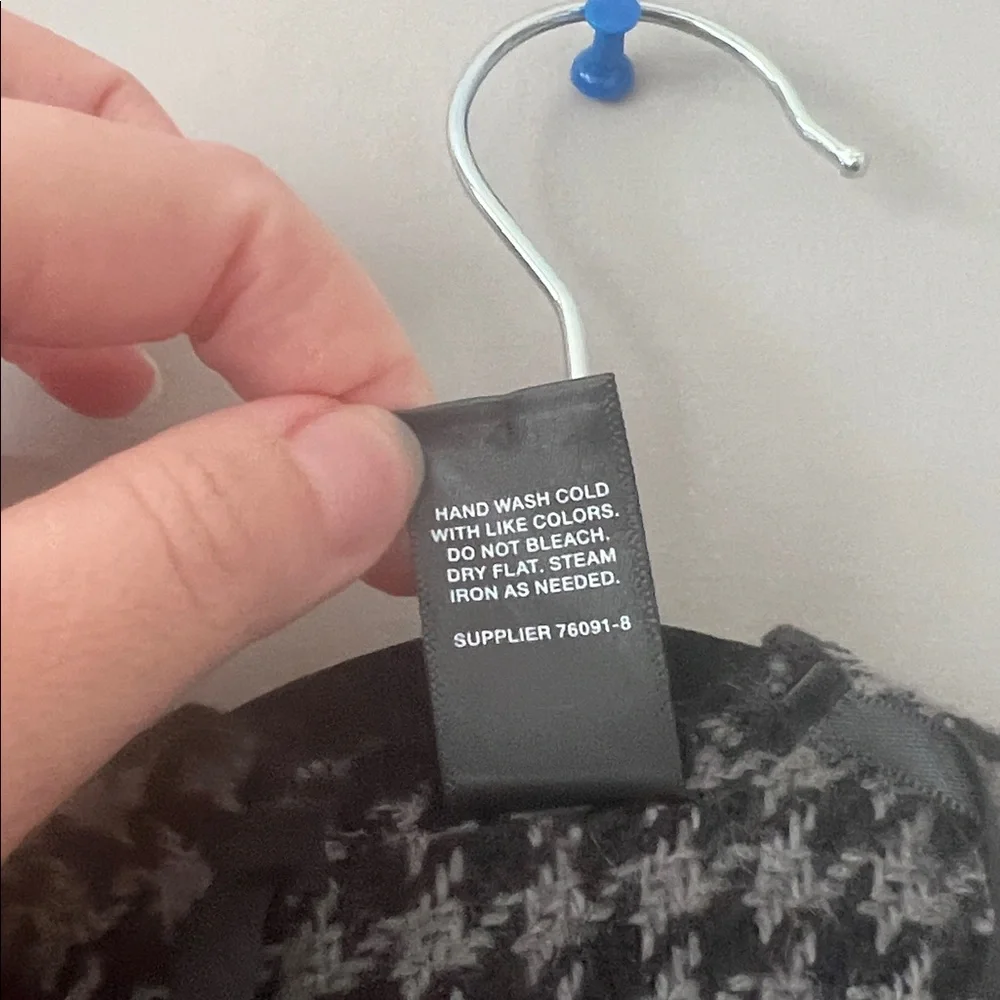 HAND WASH COLD
WITH LIKE COLORS.
DO NOT BLEACH.
DRY FLAT. STEAM
IRON AS NEEDED.
SUPPLIER 76091-8